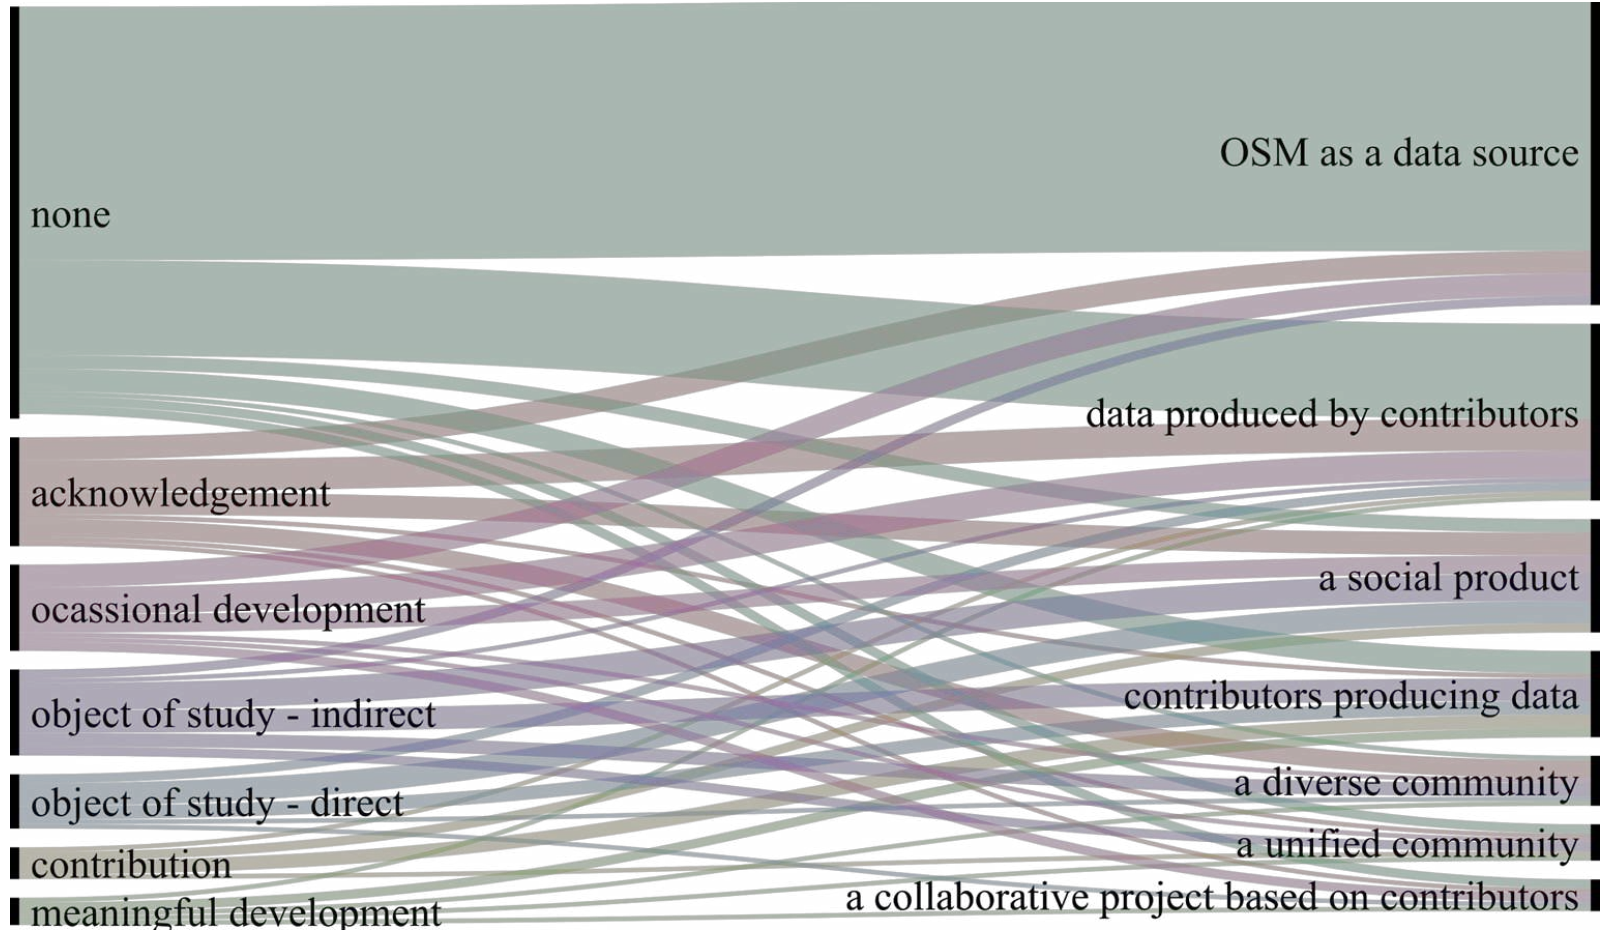 none
acknowledgement
ocassional development
object of study - indirect
object of study - direct
contribution
meaningful development
OSM as a data source
data produced by contributors
a social product
contributors producing data
a diverse community
a unified community
a collaborative project based on contributors